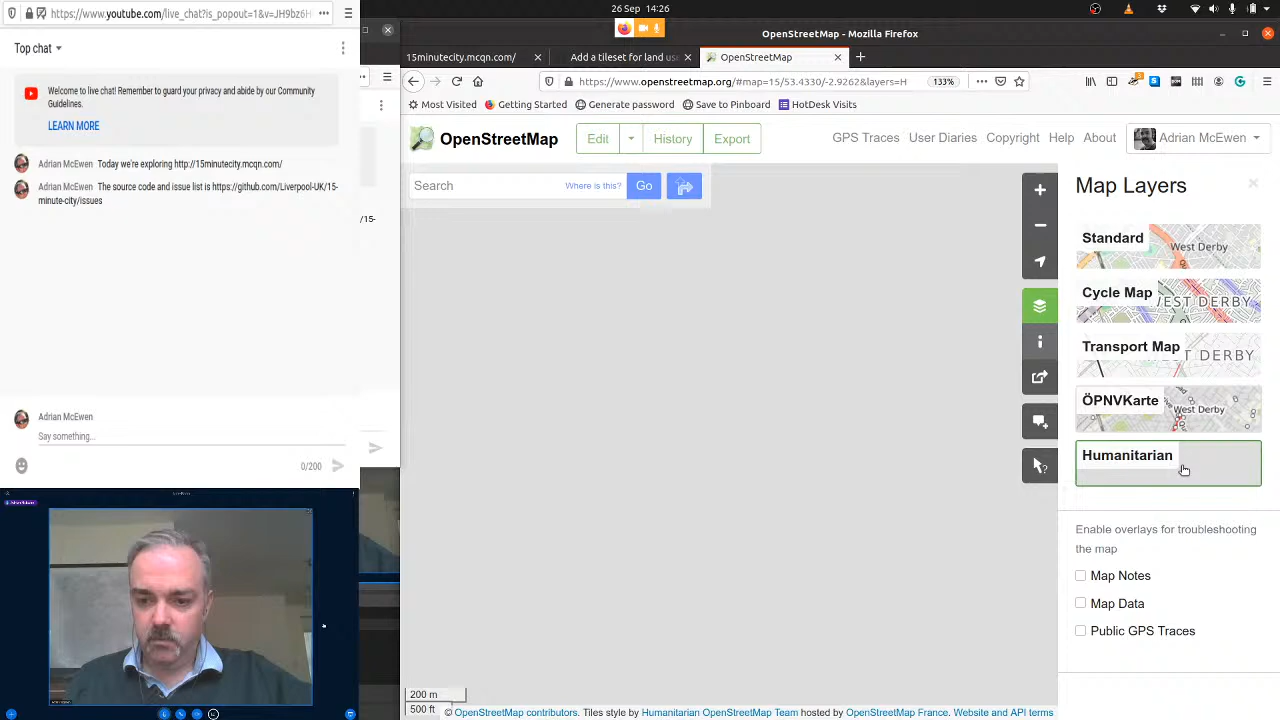 26 Sep 14:26
https://www.youtube.com/live_chat?is_popout=1&v=JH9bz6H
Top chat
Welcome to live chat! Remember to guard your privacy and abide by our Community
Guidelines.
LEARN MORE
Adrian McEwen Today we're exploring http://15minutecity.mcqn.com/
Adrian McEwen The source code and issue list is https://github.com/Liverpool-UK/15-
minute-city/issues
/15-
Adrian McEwen
Say something...
0/200
OpenStreetMap - Mozilla Firefox
15minutecity.mcqn.com/
Add a tileset for land us
OpenStreetMap
https://www.openstreetmap.org/#map=15/53.4330/-2.9262&layers=H
133%
Most Visited
Getting Started
Generate password
Save to Pinboard
HotDesk Visits
OpenStreetMap
Edit
History
Export
GPS Traces
User Diaries
Copyright
Help
About
Adrian McEwen
Search
Where is this?
Go
Map Layers
Standard
West Derby
Cycle Map
WEST DERBY
Transport Map
T DERBY
ÖPNVKarte
West Derby
Humanitarian
Enable overlays for troubleshooting
the map
Map Notes
Map Data
Public GPS Traces
200 m
500 ft
© OpenStreetMap contributors. Tiles style by Humanitarian OpenStreetMap Team hosted by OpenStreetMap France. Website and API terms